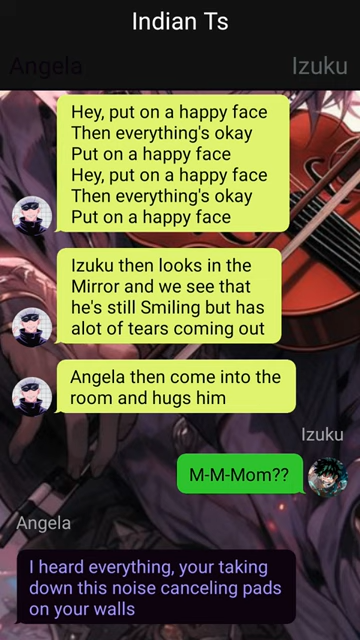 Indian Ts
Angela
Izuku
Hey, put on a happy face
Then everything's okay
Put on a happy face
Hey, put on a happy face
Then everything's okay
Put on a happy face
Izuku then looks in the
Mirror and we see that
he's still Smiling but has
alot of tears coming out
Angela then come into the
room and hugs him
Izuku
M-M-Mom??
Angela
I heard everything, your taking
down this noise canceling pads
on your walls